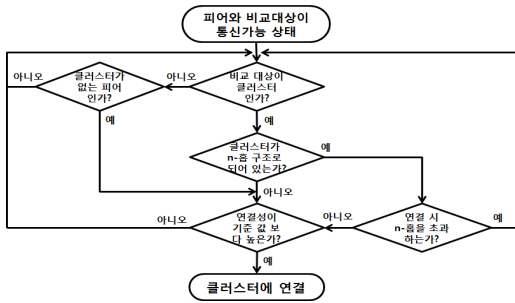 피어와 비교대상이
통신가능 상태
아니오
클러스터가
없는 피어
인가?
아니오
비교 대상이
클러스터
인가?
예
예
클러스터가
n-홉 구조로
되어 있는가?
예
아니오
아니오
연결성이
기준 값 보
다 높은가?
아니오
연결 시
n-홉을 초과
하는가?
예
예
클러스터에 연결